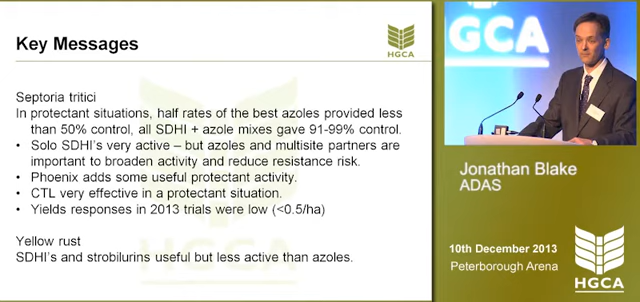 Key Messages
HGCA
Septoria tritici
In protectant situations, half rates of the best azoles provided less
than 50% control, all SDHI + azole mixes gave 91-99% control.
• Solo SDHI's very active – but azoles and multisite partners are
important to broaden activity and reduce resistance risk.
• Phoenix adds some useful protectant activity.
• CTL very effective in a protectant situation.
• Yields responses in 2013 trials were low (<0.5/ha)
Yellow rust
SDHI's and strobilurins useful but less active than azoles.
HGCA
HGCA
Jonathan Blake
ADAS
10th December 2013
Peterborough Arena
HGCA